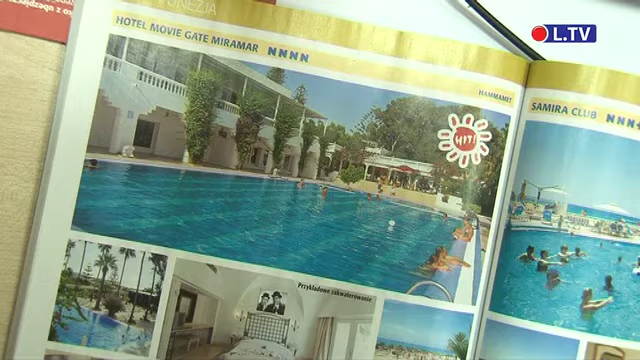 L.TV
HOTEL MOVIE GATE MIRAMAR NNNN
HAMMAMET
SAMIRA CLUB NNN+
HIT!
Przykładowe zakwaterowanie